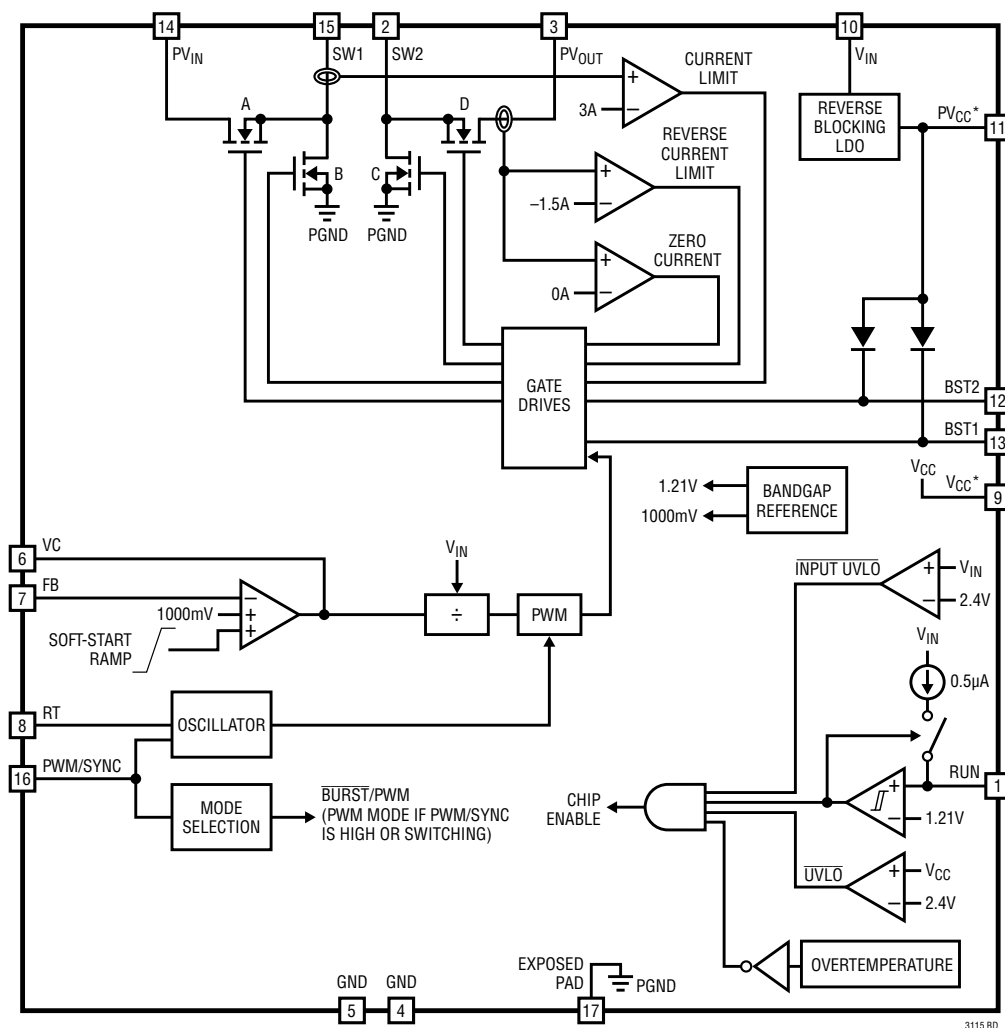 14
15
2
3
10
PVIN
SW1
SW2
PVOUT
VIN
CURRENT
LIMIT
+
–
3A
REVERSE
BLOCKING
LDO
PVCC*
11
A
D
B
C
PGND
PGND
REVERSE
CURRENT
LIMIT
+
–
–1.5A
ZERO
CURRENT
+
–
0A
GATE
DRIVES
BST2
12
BST1
13
VCC
VCC*
9
1.21V
1000mV
BANDGAP
REFERENCE
6
VC
7
FB
1000mV
SOFT-START
RAMP
–
+
+
VIN
÷
PWM
INPUT UVLO
+
–
VIN
2.4V
VIN
0.5µA
8
RT
OSCILLATOR
16
PWM/SYNC
MODE
SELECTION
BURST/PWM
(PWM MODE IF PWM/SYNC
IS HIGH OR SWITCHING)
CHIP
ENABLE
+
–
RUN
1
1.21V
UVLO
+
–
VCC
2.4V
OVERTEMPERATURE
GND
GND
5
4
EXPOSED
PAD
17
PGND
3115 BD